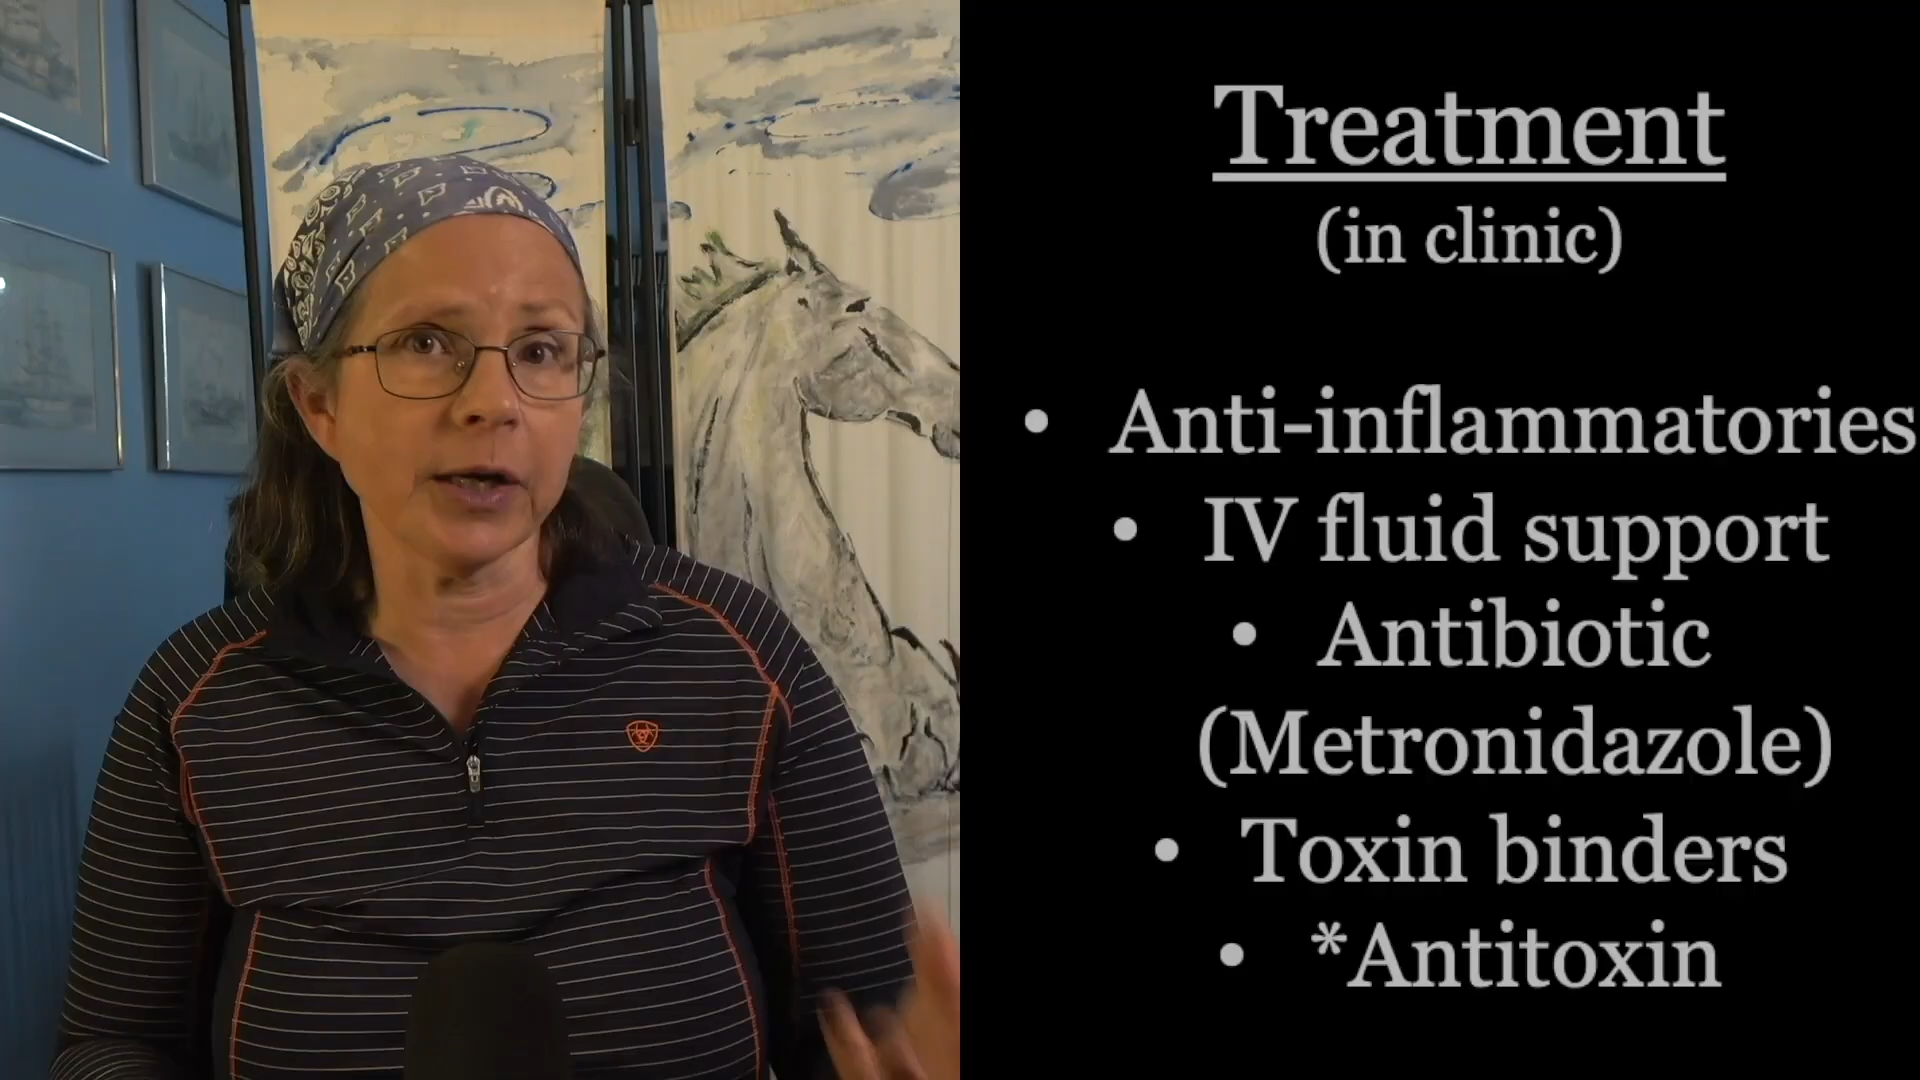 Treatment
(in clinic)
• Anti-inflammatories
• IV fluid support
• Antibiotic
(Metronidazole)
• Toxin binders
• *Antitoxin